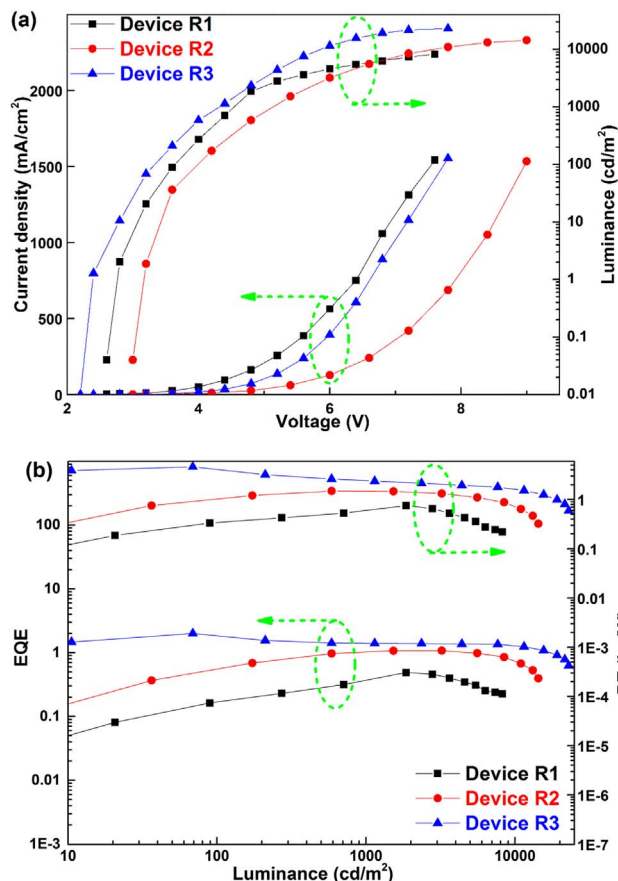 (a)
Device R1
Device R2
Device R3
Current density (mA/cm²)
2000
1500
1000
500
0
2 4 6 8
Voltage (V)
10000
1000
100
10
1
0.1
0.01
Luminance (cd/m²)
(b)
EQE
100
10
1
0.1
0.01
1E-3
1
0.1
0.01
1E-3
1E-4
1E-5
1E-6
1E-7
Device R1
Device R2
Device R3
10 100 1000 10000
Luminance (cd/m²)